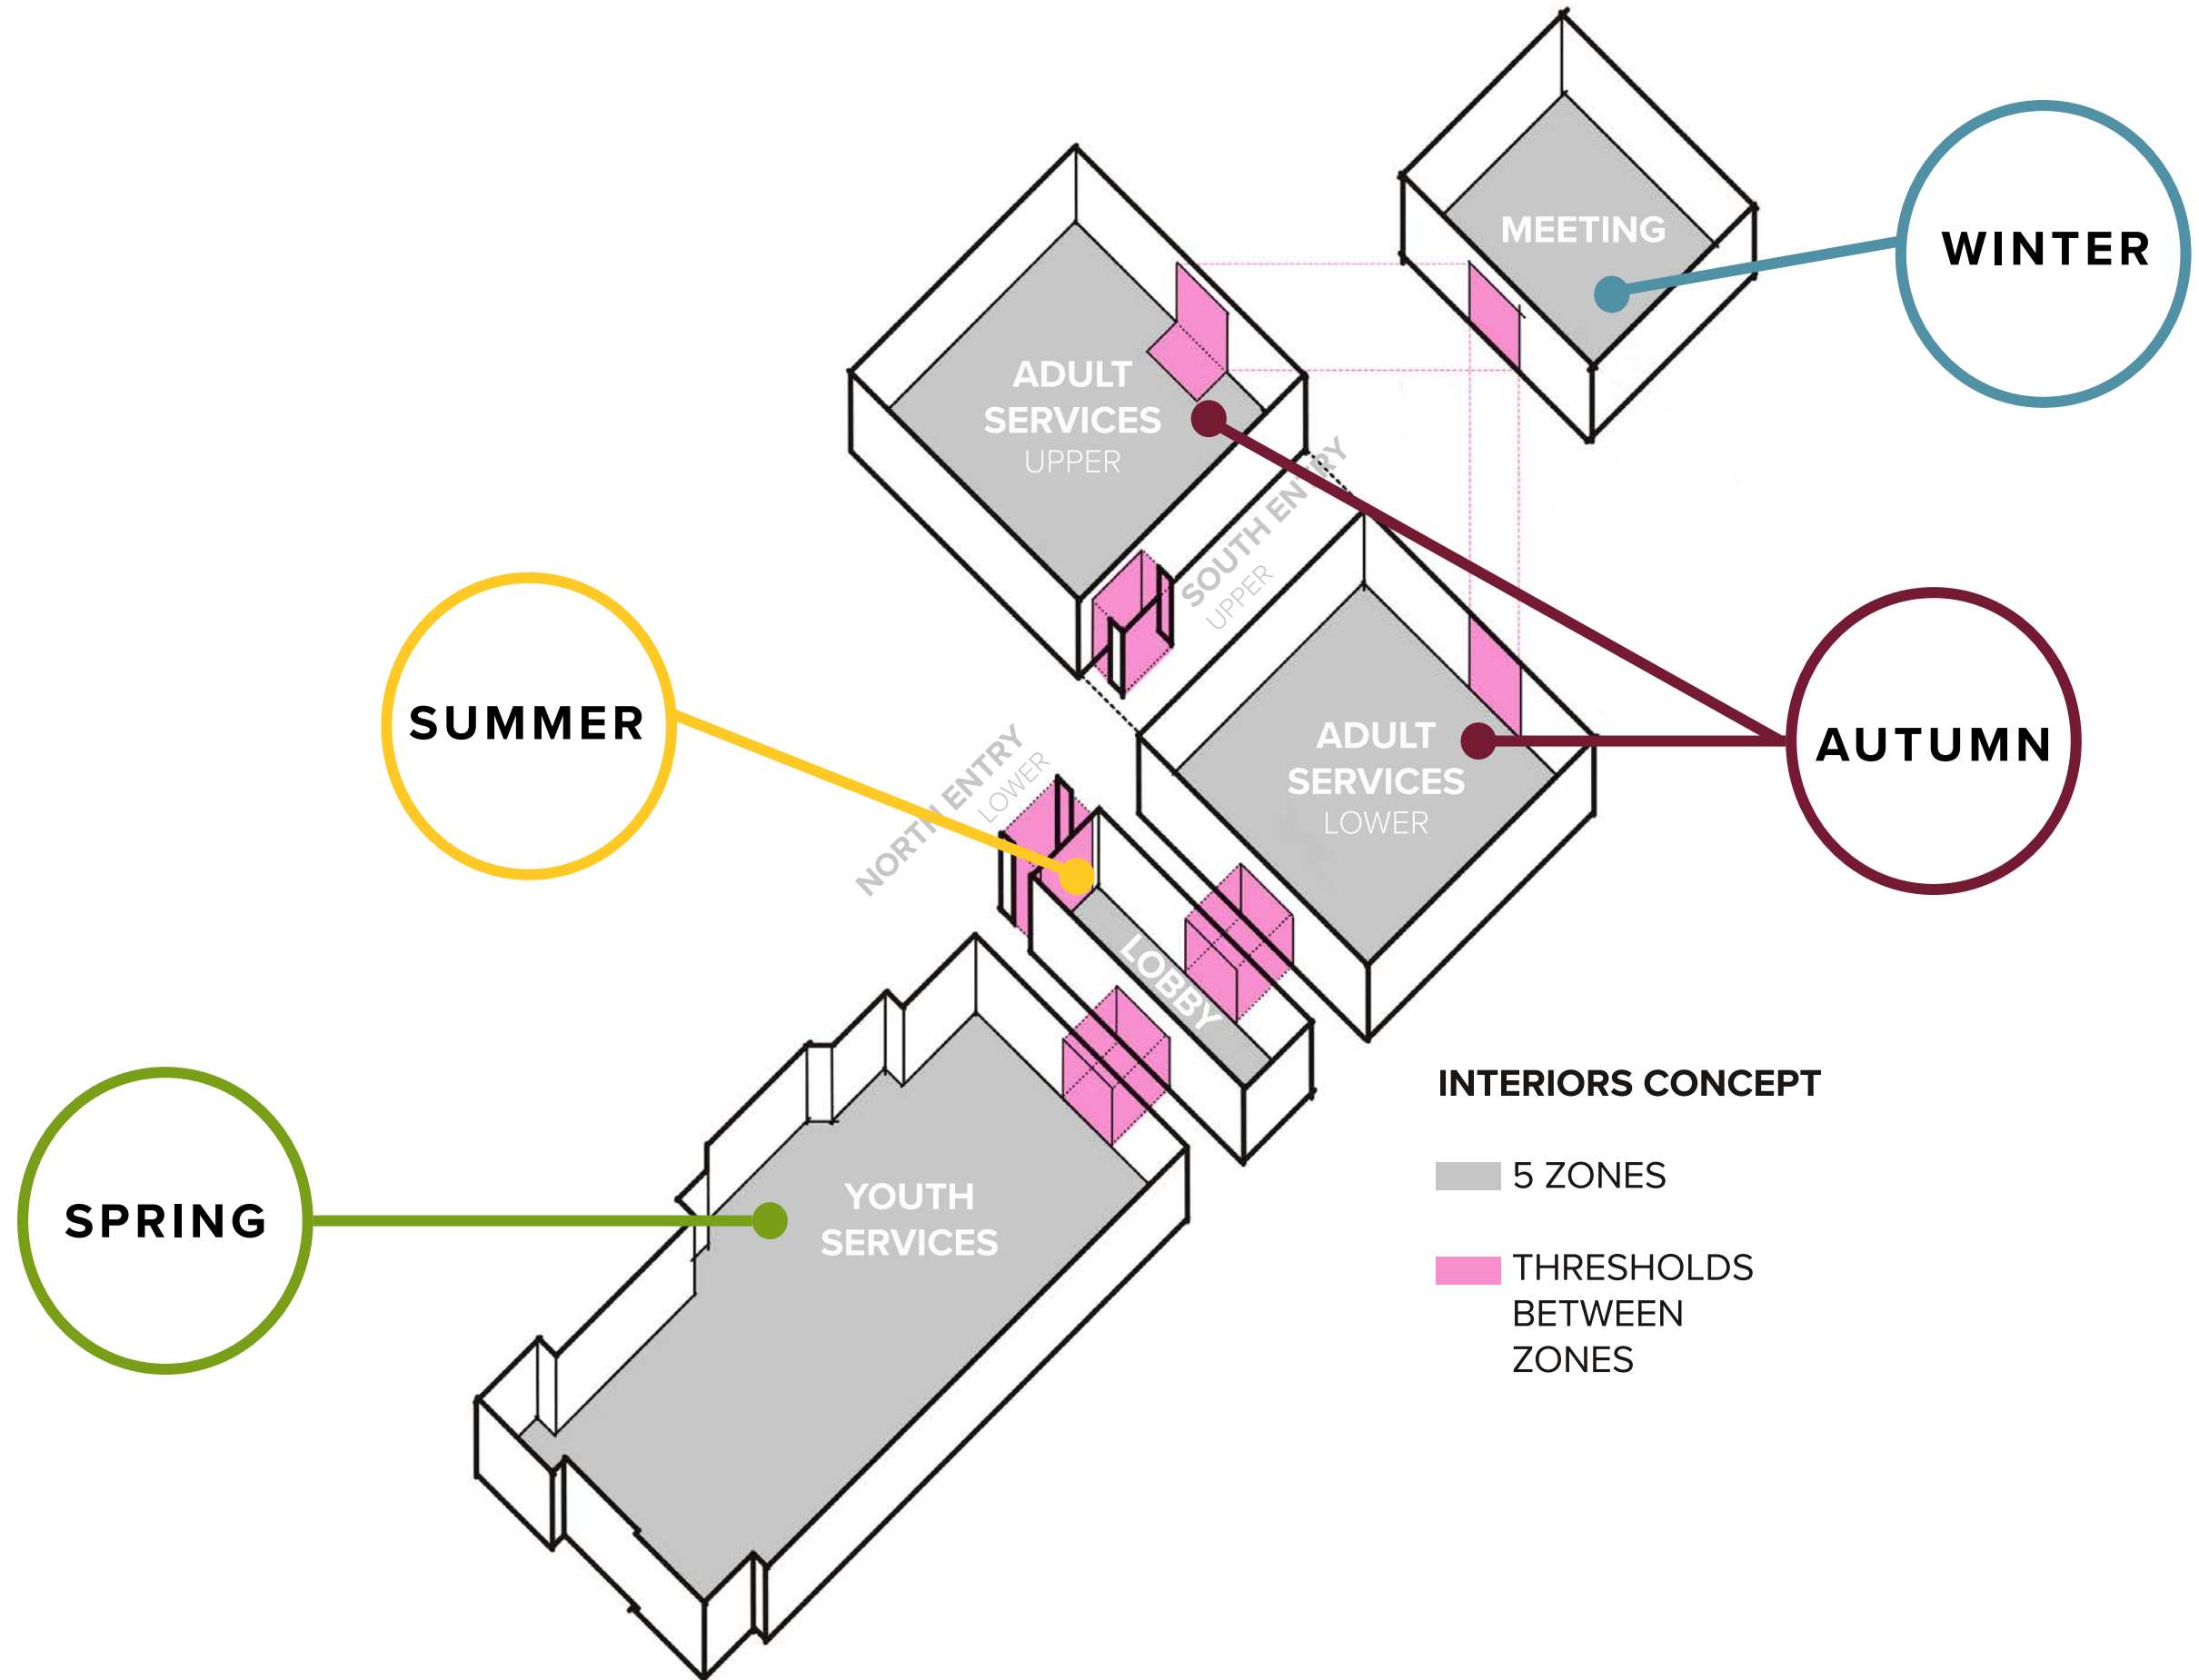 MEETING
WINTER
ADULT
SERVICES
UPPER
SOUTH ENTRY
UPPER
SUMMER
NORTH ENTRY
LOWER
ADULT
SERVICES
LOWER
AUTUMN
LOBBY
SPRING
YOUTH
SERVICES
INTERIORS CONCEPT
5 ZONES
THRESHOLDS
BETWEEN
ZONES